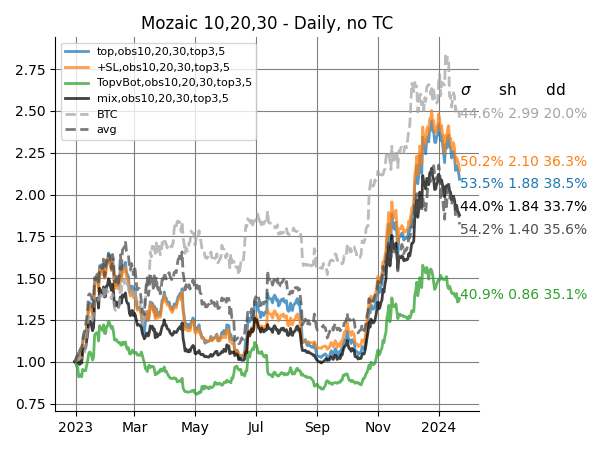 Mozaic 10,20,30 - Daily, no TC
top,obs10,20,30,top3,5
+SL,obs10,20,30,top3,5
TopvBot,obs10,20,30,top3,5
mix,obs10,20,30,top3,5
BTC
avg
σ sh dd
44.6% 2.99 20.0%
50.2% 2.10 36.3%
53.5% 1.88 38.5%
44.0% 1.84 33.7%
54.2% 1.40 35.6%
40.9% 0.86 35.1%
2.75
2.50
2.25
2.00
1.75
1.50
1.25
1.00
0.75
2023 Mar May Jul Sep Nov 2024